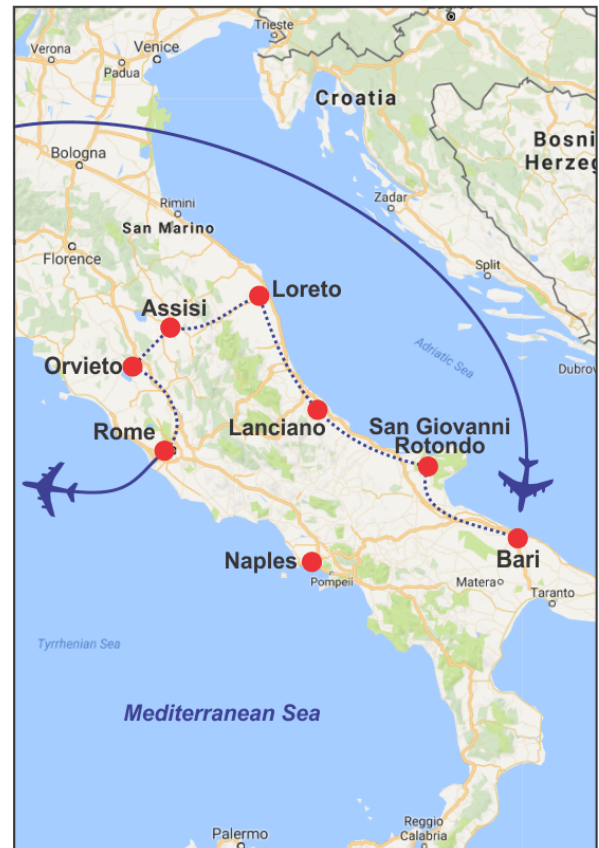 Trieste
Verona
Venice
Padua
Croatia
Bologna
Bosni
Herzeg
Rimini
Zadar
San Marino
Florence
Split
Loreto
Assisi
Adriatic Sea
Orvieto
Dubrov
Lanciano
San Giovanni
Rotondo
Rome
Naples
Bari
Pompeii
Matera
Taranto
Tyrrhenian Sea
Mediterranean Sea
Palermo
Reggio
Calabria